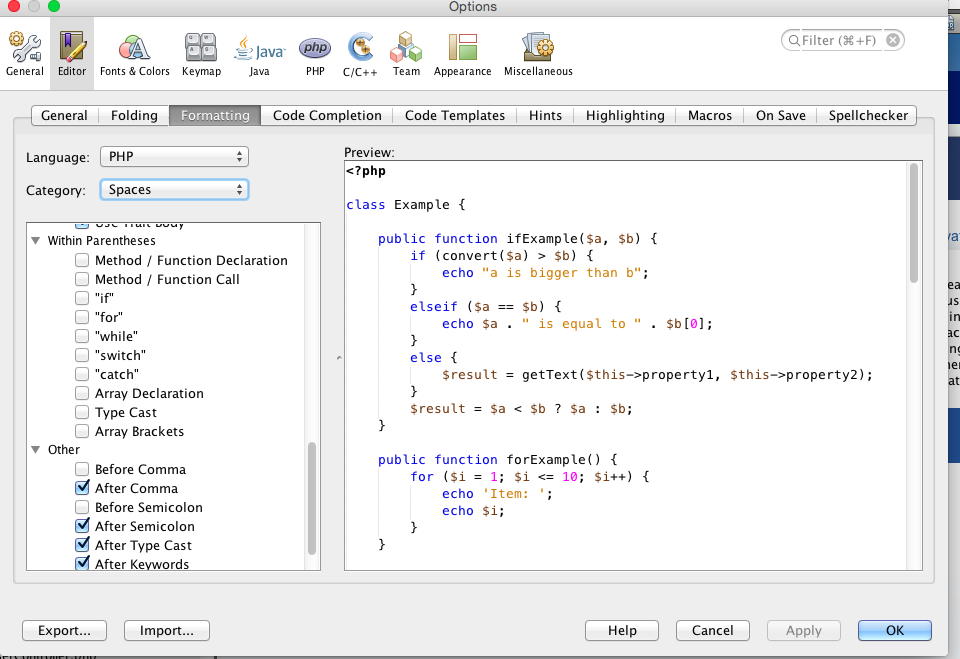 Options
General
Editor
Fonts & Colors
Keymap
Java
Java
php
PHP
C/C++
Team
Appearance
Miscellaneous
Filter (⌘+F)
General
Folding
Formatting
Code Completion
Code Templates
Hints
Highlighting
Macros
On Save
Spellchecker
Language:
PHP
Category:
Spaces
Use Trait Body
Within Parentheses
Method / Function Declaration
Method / Function Call
"if"
"for"
"while"
"switch"
"catch"
Array Declaration
Type Cast
Array Brackets
Other
Before Comma
After Comma
Before Semicolon
After Semicolon
After Type Cast
After Keywords
Preview:
<?php
class Example {
public function ifExample($a, $b) {
if (convert($a) > $b) {
echo "a is bigger than b";
}
elseif ($a == $b) {
echo $a . " is equal to " . $b[0];
}
else {
$result = getText($this->property1, $this->property2);
}
$result = $a < $b ? $a : $b;
}
public function forExample() {
for ($i = 1; $i <= 10; $i++) {
echo 'Item: ';
echo $i;
}
}
Export...
Import...
Help
Cancel
Apply
OK